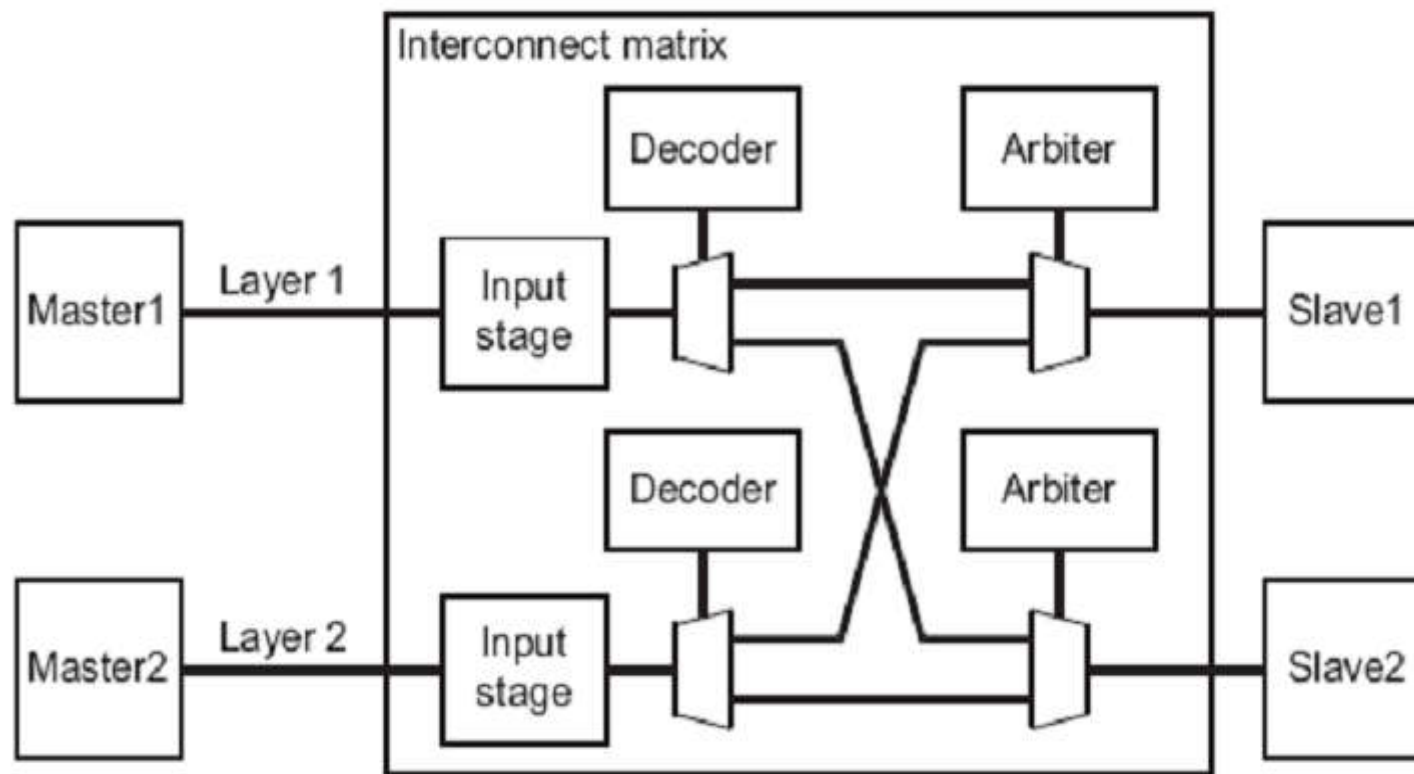 Interconnect matrix
Decoder
Arbiter
Master1
Layer 1
Input
stage
Slave1
Decoder
Arbiter
Master2
Layer 2
Input
stage
Slave2